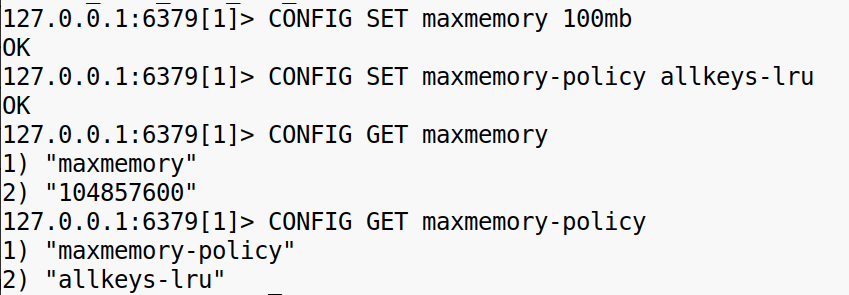 127.0.0.1:6379[1]> CONFIG SET maxmemory 100mb
OK
127.0.0.1:6379[1]> CONFIG SET maxmemory-policy allkeys-lru
OK
127.0.0.1:6379[1]> CONFIG GET maxmemory
1) "maxmemory"
2) "104857600"
127.0.0.1:6379[1]> CONFIG GET maxmemory-policy
1) "maxmemory-policy"
2) "allkeys-lru"